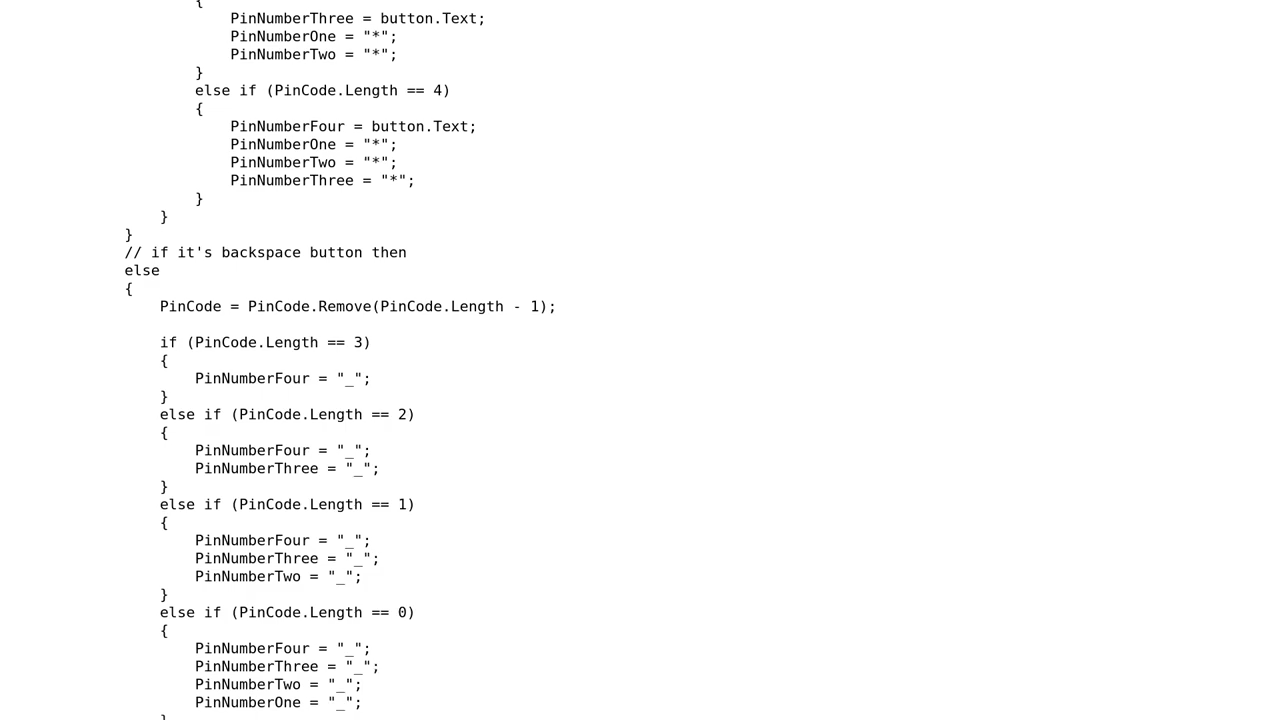 {
PinNumberThree = button.Text;
PinNumberOne = "*";
PinNumberTwo = "*";
}
else if (PinCode.Length == 4)
{
PinNumberFour = button.Text;
PinNumberOne = "*";
PinNumberTwo = "*";
PinNumberThree = "*";
}
}
}
// if it's backspace button then
else
{
PinCode = PinCode.Remove(PinCode.Length - 1);
if (PinCode.Length == 3)
{
PinNumberFour = "_";
}
else if (PinCode.Length == 2)
{
PinNumberFour = "_";
PinNumberThree = "_";
}
else if (PinCode.Length == 1)
{
PinNumberFour = "_";
PinNumberThree = "_";
PinNumberTwo = "_";
}
else if (PinCode.Length == 0)
{
PinNumberFour = "_";
PinNumberThree = "_";
PinNumberTwo = "_";
PinNumberOne = "_";
}